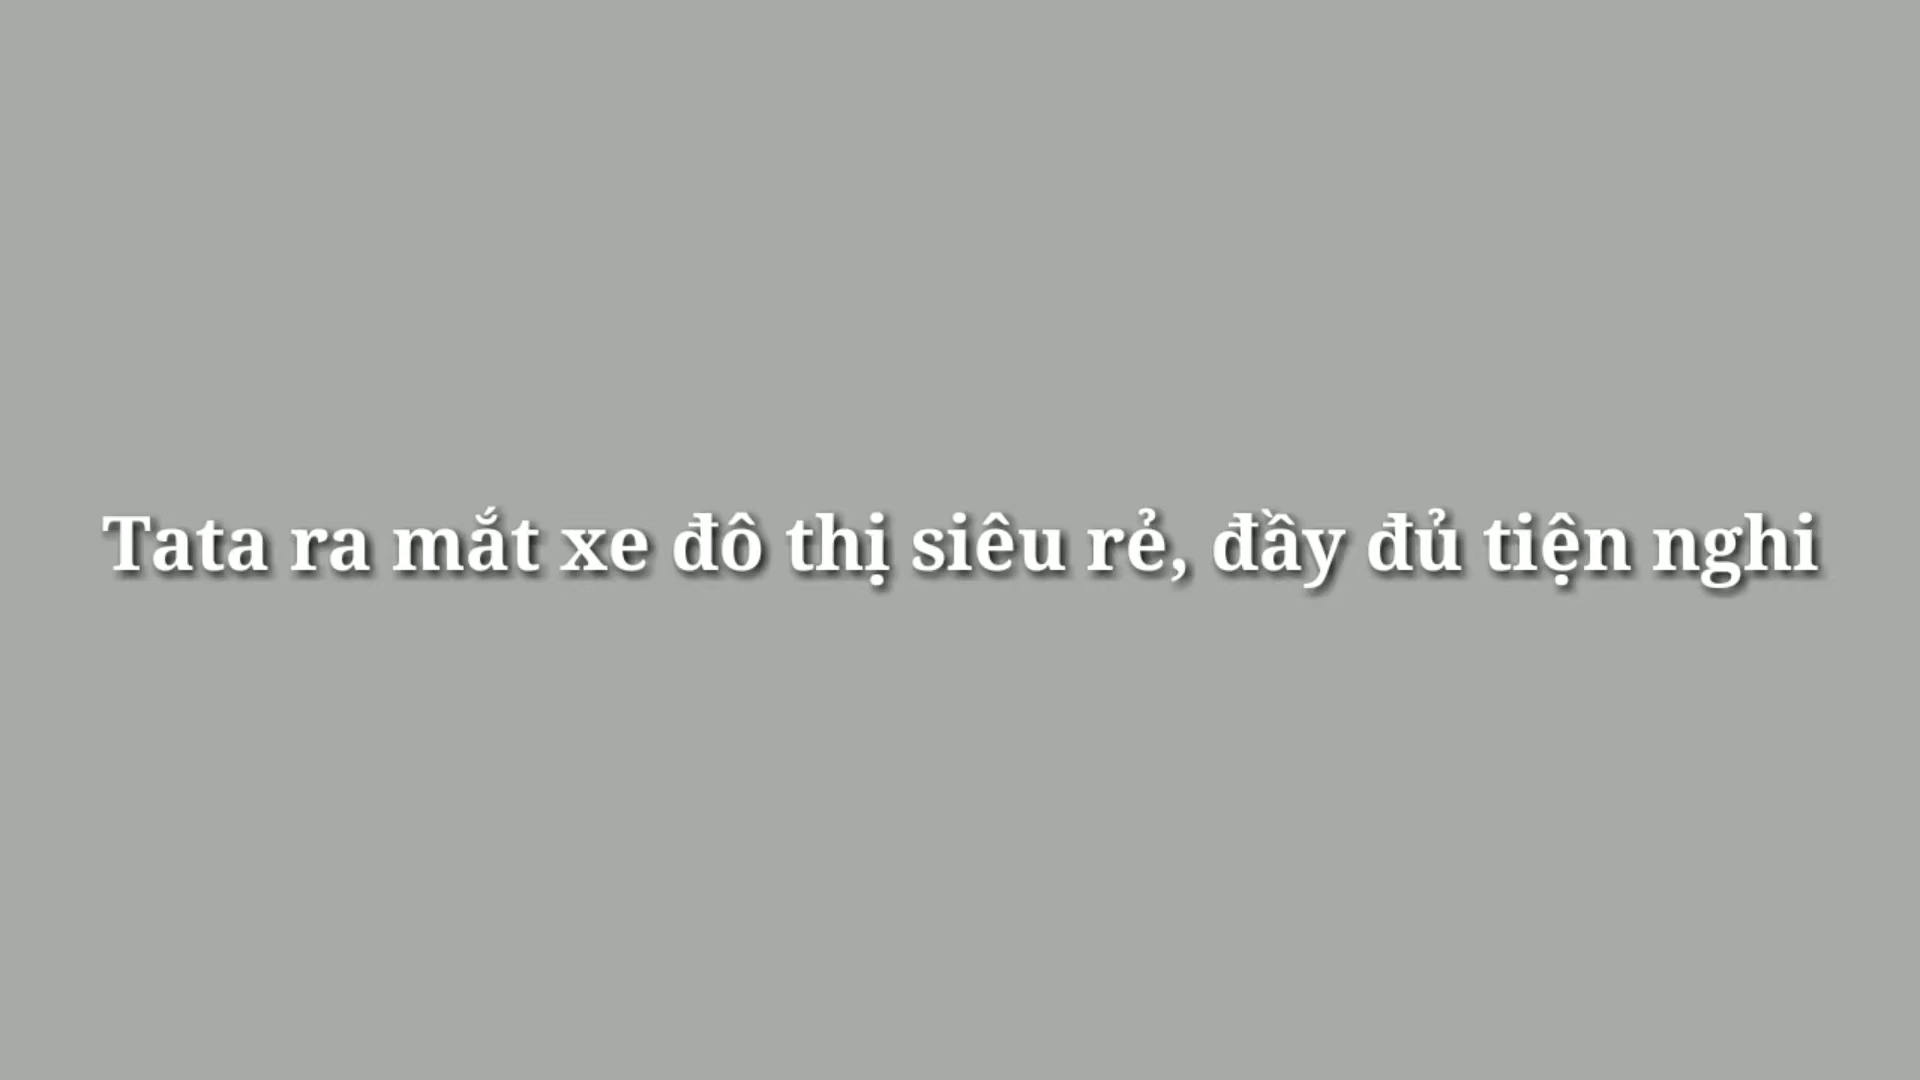 Tata ra mắt xe đô thị siêu rẻ, đầy đủ tiện nghi